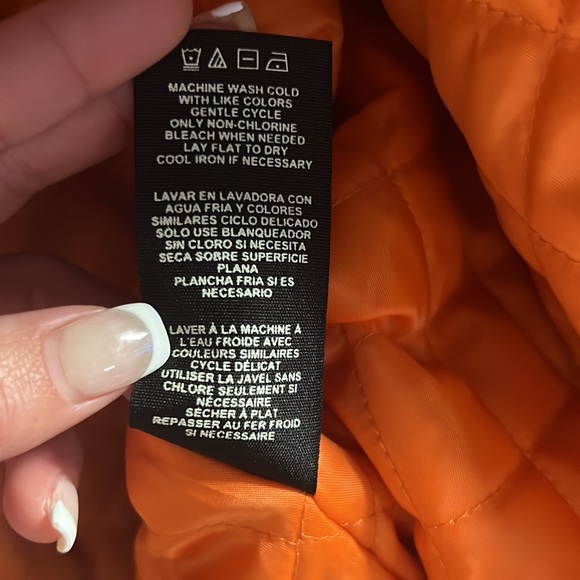 MACHINE WASH COLD
WITH LIKE COLORS
GENTLE CYCLE
ONLY NON-CHLORINE
BLEACH WHEN NEEDED
LAY FLAT TO DRY
COOL IRON IF NECESSARY
LAVAR EN LAVADORA CON
AGUA FRIA Y COLORES
SIMILARES CICLO DELICADO
SOLO USE BLANQUEADOR
SIN CLORO SI NECESITA
SECA SOBRE SUPERFICIE
PLANA
PLANCHA FRIA SI ES
NECESARIO
LAVER À LA MACHINE À
L'EAU FROIDE AVEC
COULEURS SIMILAIRES
CYCLE DÉLICAT
UTILISER LA JAVEL SANS
CHLORE SEULEMENT SI
NÉCESSAIRE
SÉCHER À PLAT
REPASSER AU FER FROID
SI NECESSAIRE